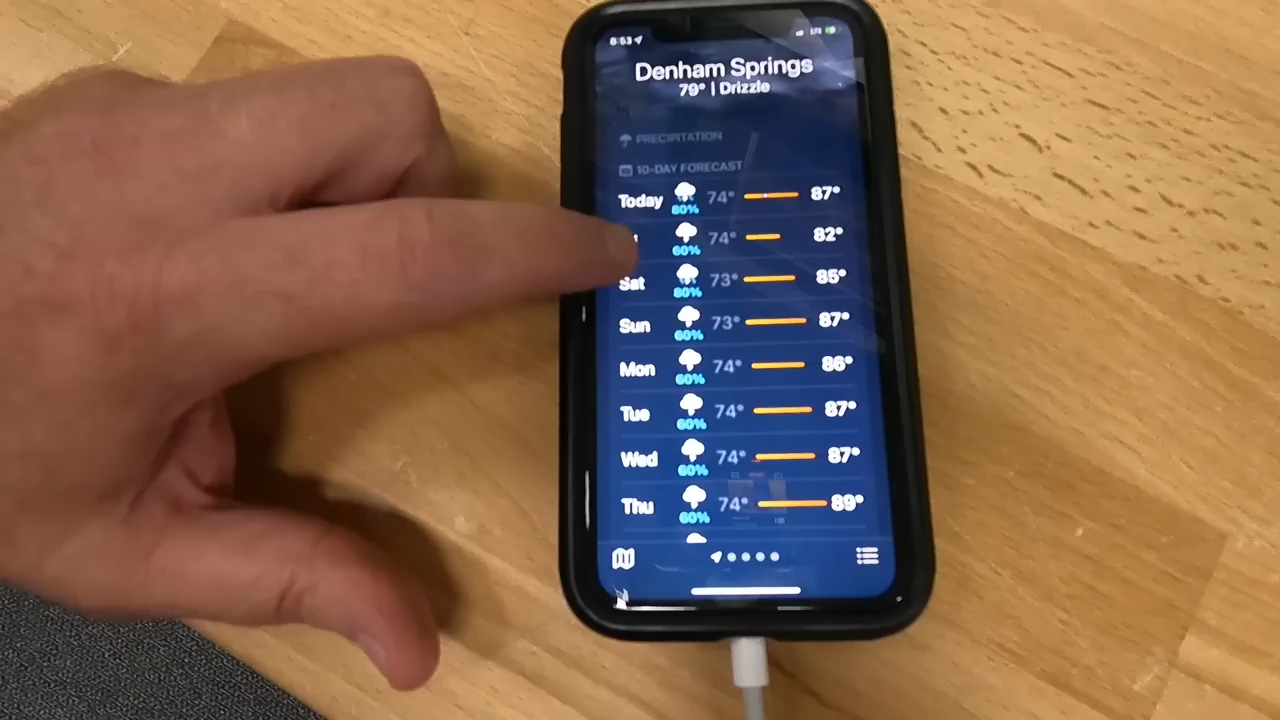 8:53 LTE
Denham Springs
79° | Drizzle
PRECIPITATION
10-DAY FORECAST
Today 80% 74° 87°
60% 74° 82°
Sat 80% 73° 85°
Sun 60% 73° 87°
Mon 60% 74° 86°
Tue 60% 74° 87°
Wed 60% 74° 87°
Thu 60% 74° 89°